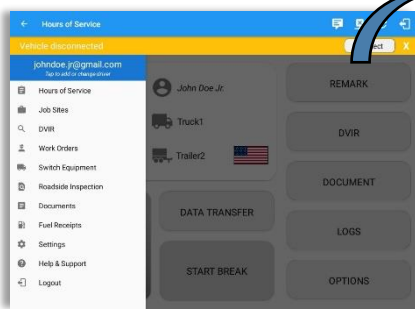 Hours of Service
Vehicle disconnected
X
johndoe.jr@gmail.com
Tap to add or change driver
Hours of Service
Job Sites
DVIR
Work Orders
Switch Equipment
Roadside Inspection
Documents
Fuel Receipts
Settings
Help & Support
Logout
John Doe Jr.
Truck1
Trailer2
DATA TRANSFER
START BREAK
REMARK
DVIR
DOCUMENT
LOGS
OPTIONS